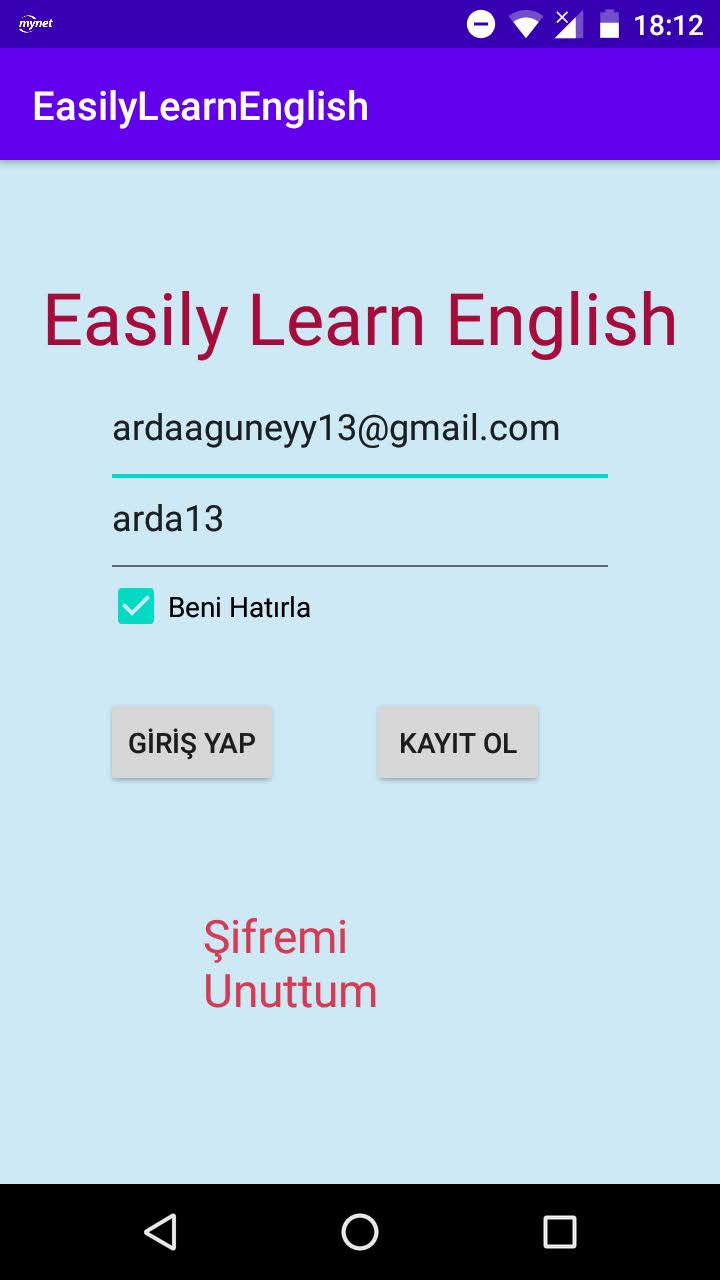 mynet 18:12
EasilyLearnEnglish
Easily Learn English
ardaaguneyy13@gmail.com
arda13
Beni Hatırla
GİRİŞ YAP KAYIT OL
Şifremi
Unuttum